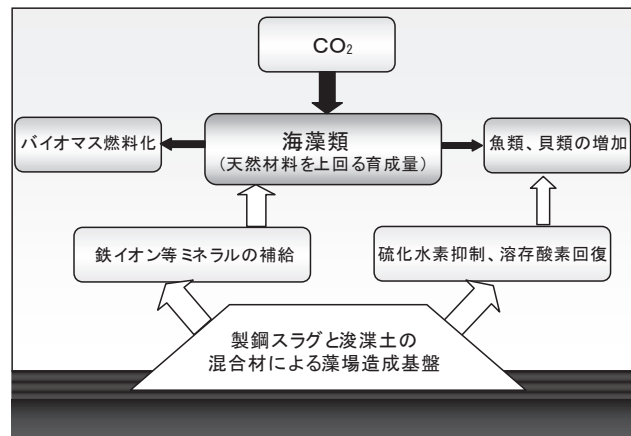 CO₂
バイオマス燃料化
海藻類
(天然材料を上回る育成量)
魚類、貝類の増加
鉄イオン等ミネラルの補給
硫化水素抑制、溶存酸素回復
製鋼スラグと浚渫土の
混合材による藻場造成基盤